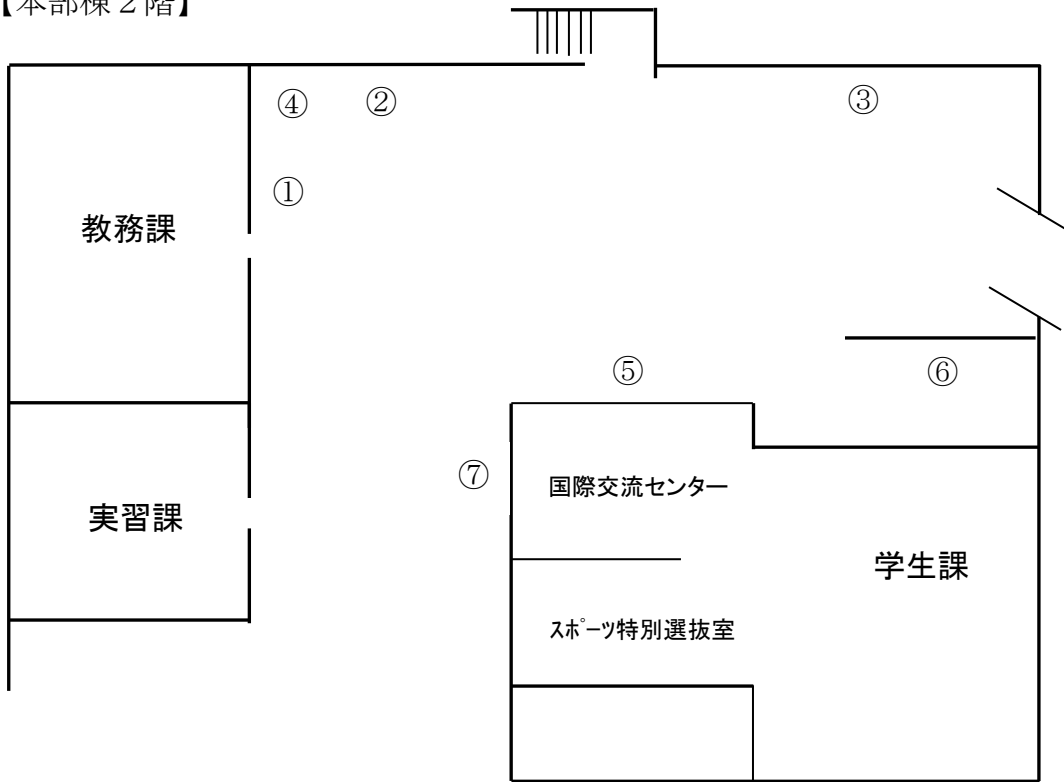 【本部棟２階】
④
②
③
①
教務課
⑤
⑥
⑦
国際交流センター
実習課
学生課
スポーツ特別選抜室